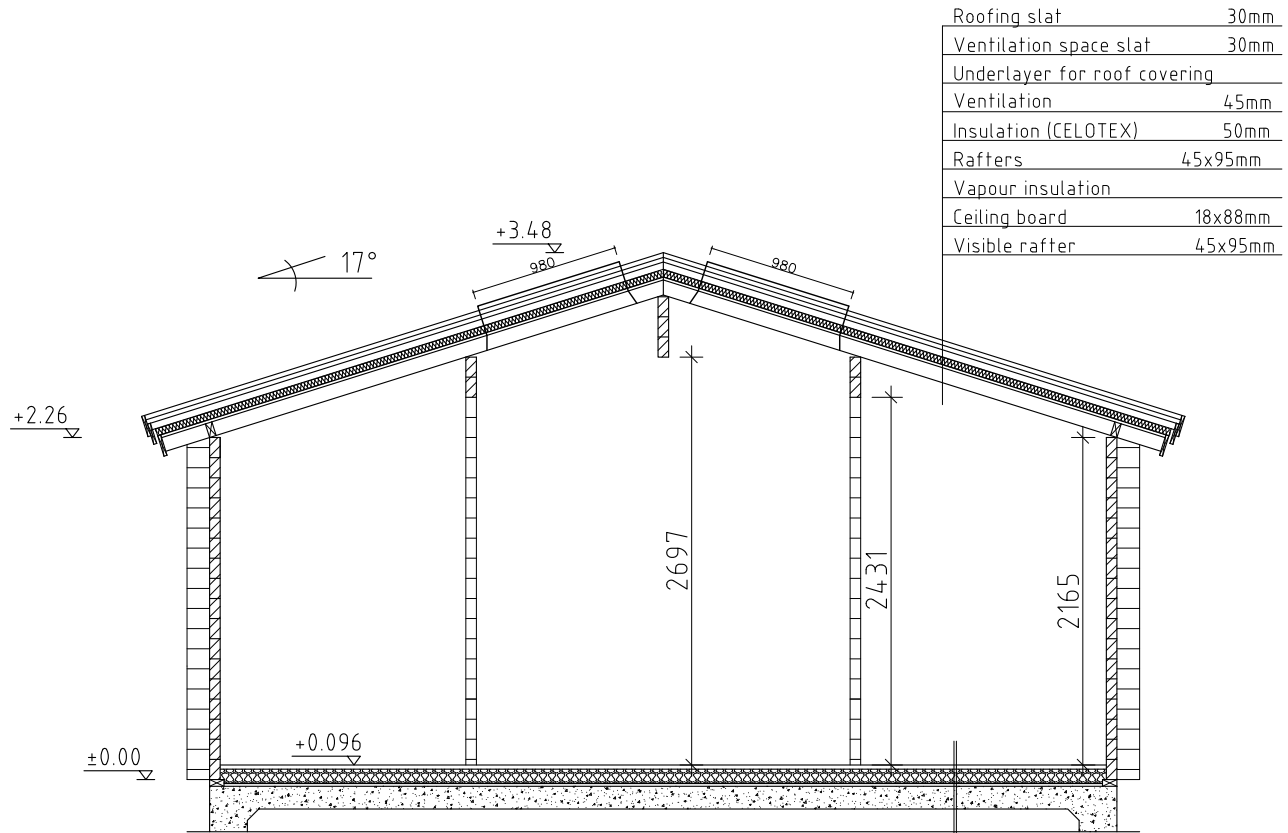 Roofing slat 30mm
Ventilation space slat 30mm
Underlayer for roof covering
Ventilation 45mm
Insulation (CELOTEX) 50mm
Rafters 45x95mm
Vapour insulation
Ceiling board 18x88mm
Visible rafter 45x95mm
+3.48
17°
980
980
+2.26
2697
2431
2165
+0.096
±0.00